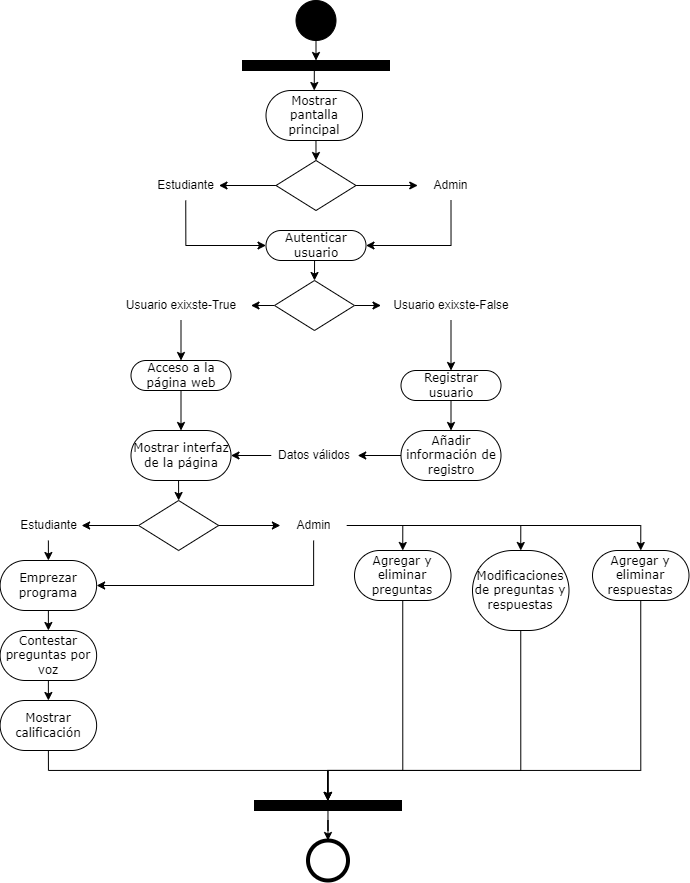 Mostrar
pantalla
principal
Estudiante
Admin
Autenticar
usuario
Usuario exixste-True
Usuario exixste-False
Acceso a la
página web
Registrar
usuario
Mostrar interfaz
de la página
Datos válidos
Añadir
información de
registro
Estudiante
Admin
Emprezar
programa
Agregar y
eliminar
preguntas
Modificaciones
de preguntas y
respuestas
Agregar y
eliminar
respuestas
Contestar
preguntas por
voz
Mostrar
calificación